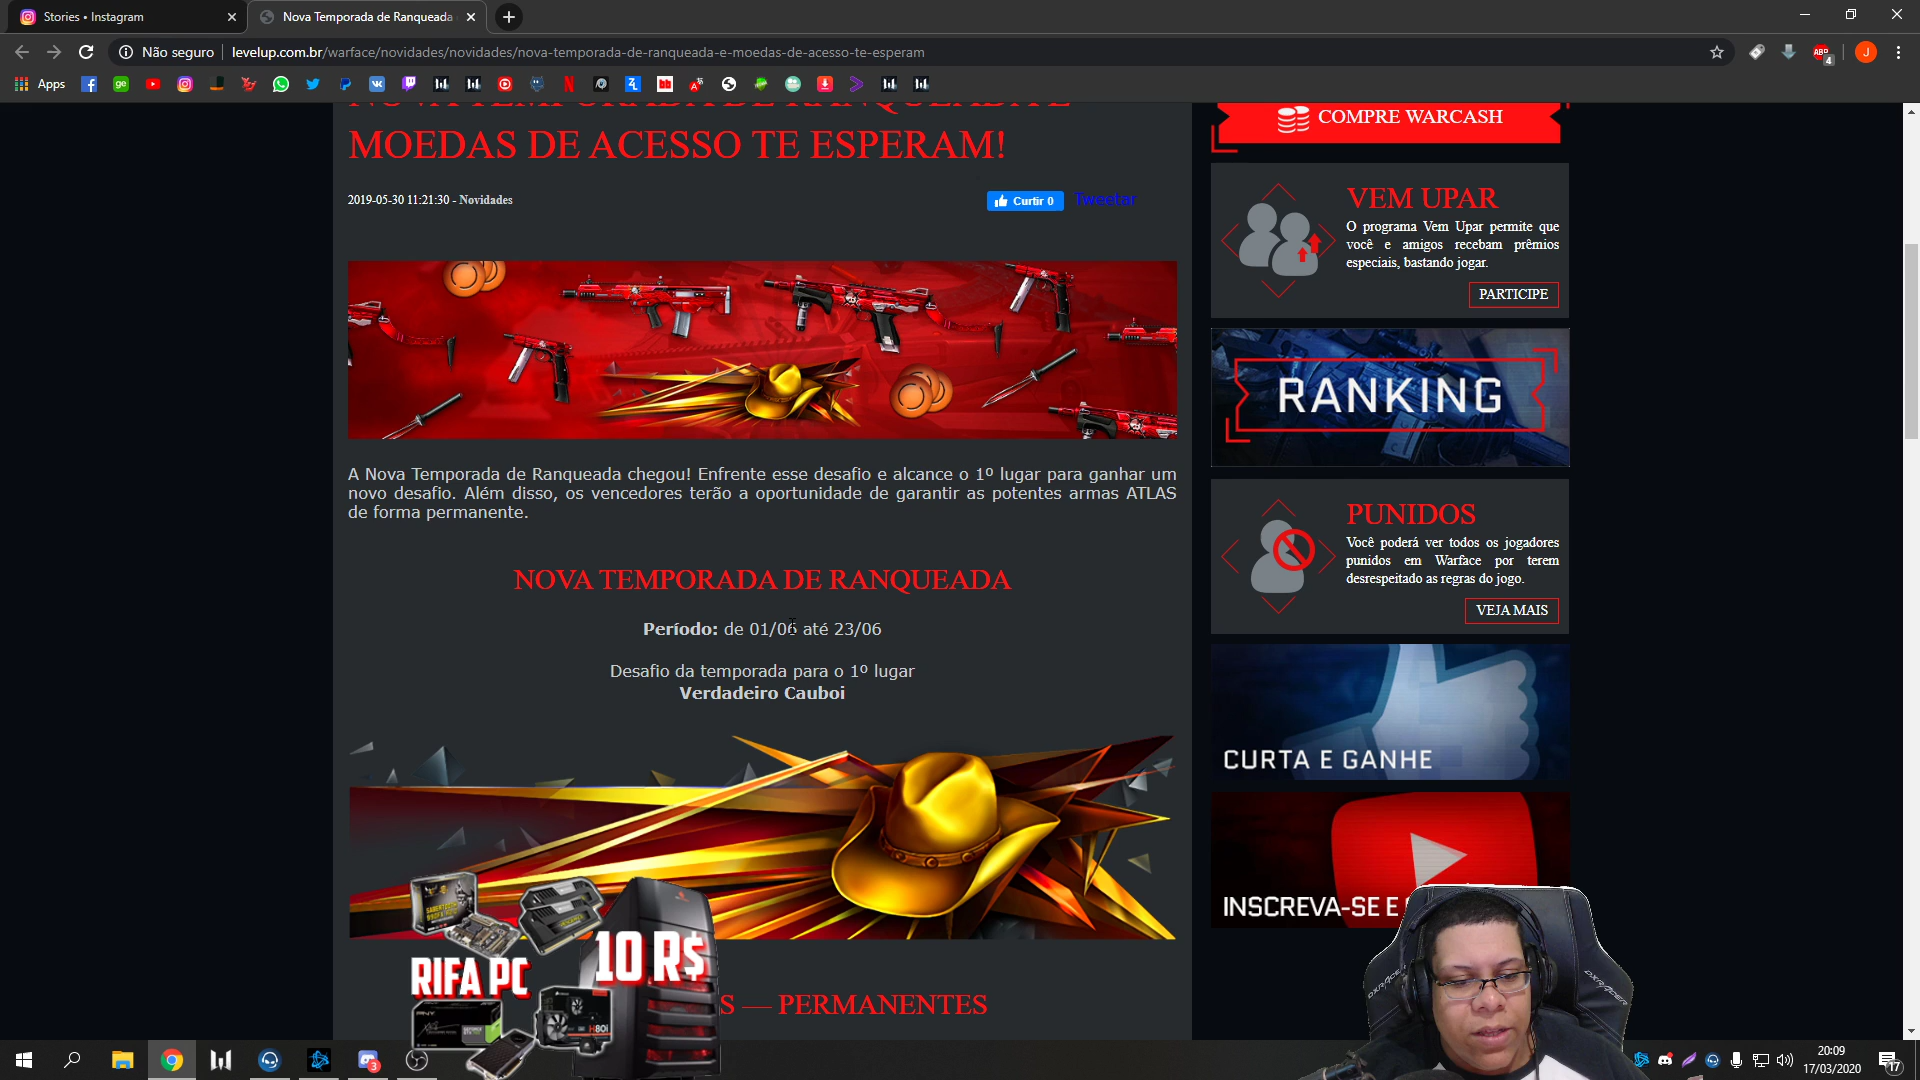 Stories • Instagram
Nova Temporada de Ranqueada
Não seguro
levelup.com.br/warface/novidades/novidades/nova-temporada-de-ranqueada-e-moedas-de-acesso-te-esperam
Apps
NOVA TEMPORADA DE RANQUEADA E
MOEDAS DE ACESSO TE ESPERAM!
2019-05-30 11:21:30 - Novidades
Curtir 0
Tweetar
A Nova Temporada de Ranqueada chegou! Enfrente esse desafio e alcance o 1º lugar para ganhar um
novo desafio. Além disso, os vencedores terão a oportunidade de garantir as potentes armas ATLAS
de forma permanente.
NOVA TEMPORADA DE RANQUEADA
Período: de 01/06 até 23/06
Desafio da temporada para o 1º lugar
Verdadeiro Cauboi
RIFA PC
10 R$
H80i
S — PERMANENTES
COMPRE WARCASH
VEM UPAR
O programa Vem Upar permite que
você e amigos recebam prêmios
especiais, bastando jogar.
PARTICIPE
RANKING
PUNIDOS
Você poderá ver todos os jogadores
punidos em Warface por terem
desrespeitado as regras do jogo.
VEJA MAIS
CURTA E GANHE
INSCREVA-SE E
DXRACER
20:09
17/03/2020
17